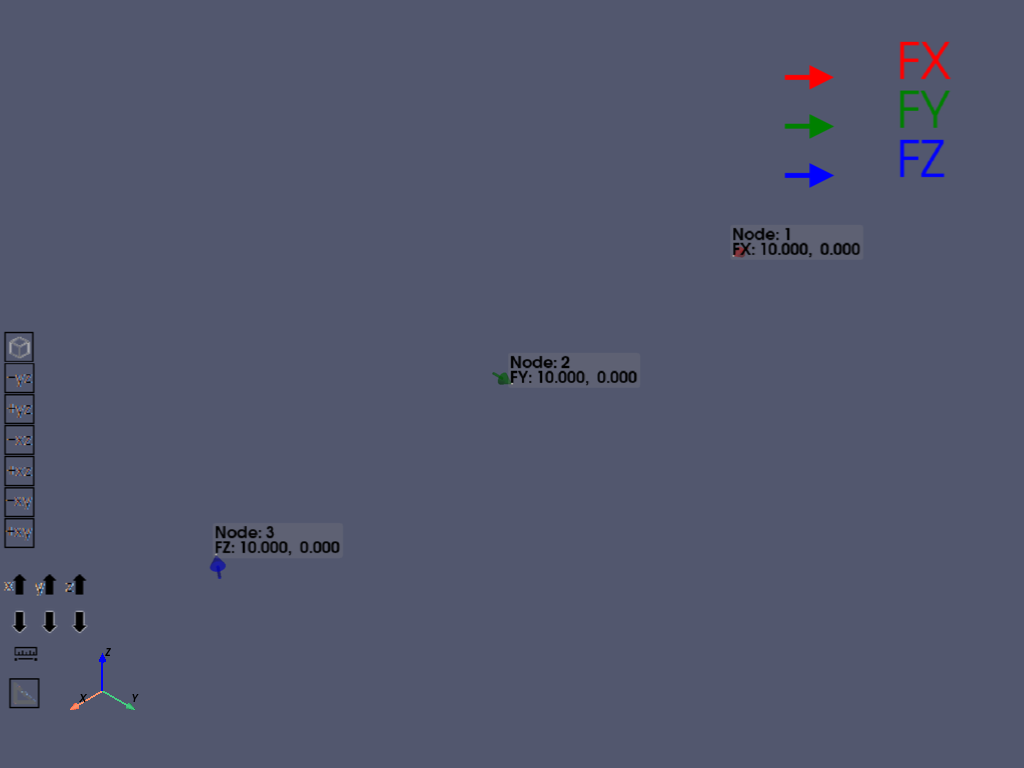 FX
FY
FZ
Node: 1
FX: 10.000, 0.000
Node: 2
FY: 10.000, 0.000
Node: 3
FZ: 10.000, 0.000
-yz
+yz
-xz
+xz
-xy
+xy
x y z
Z
X Y